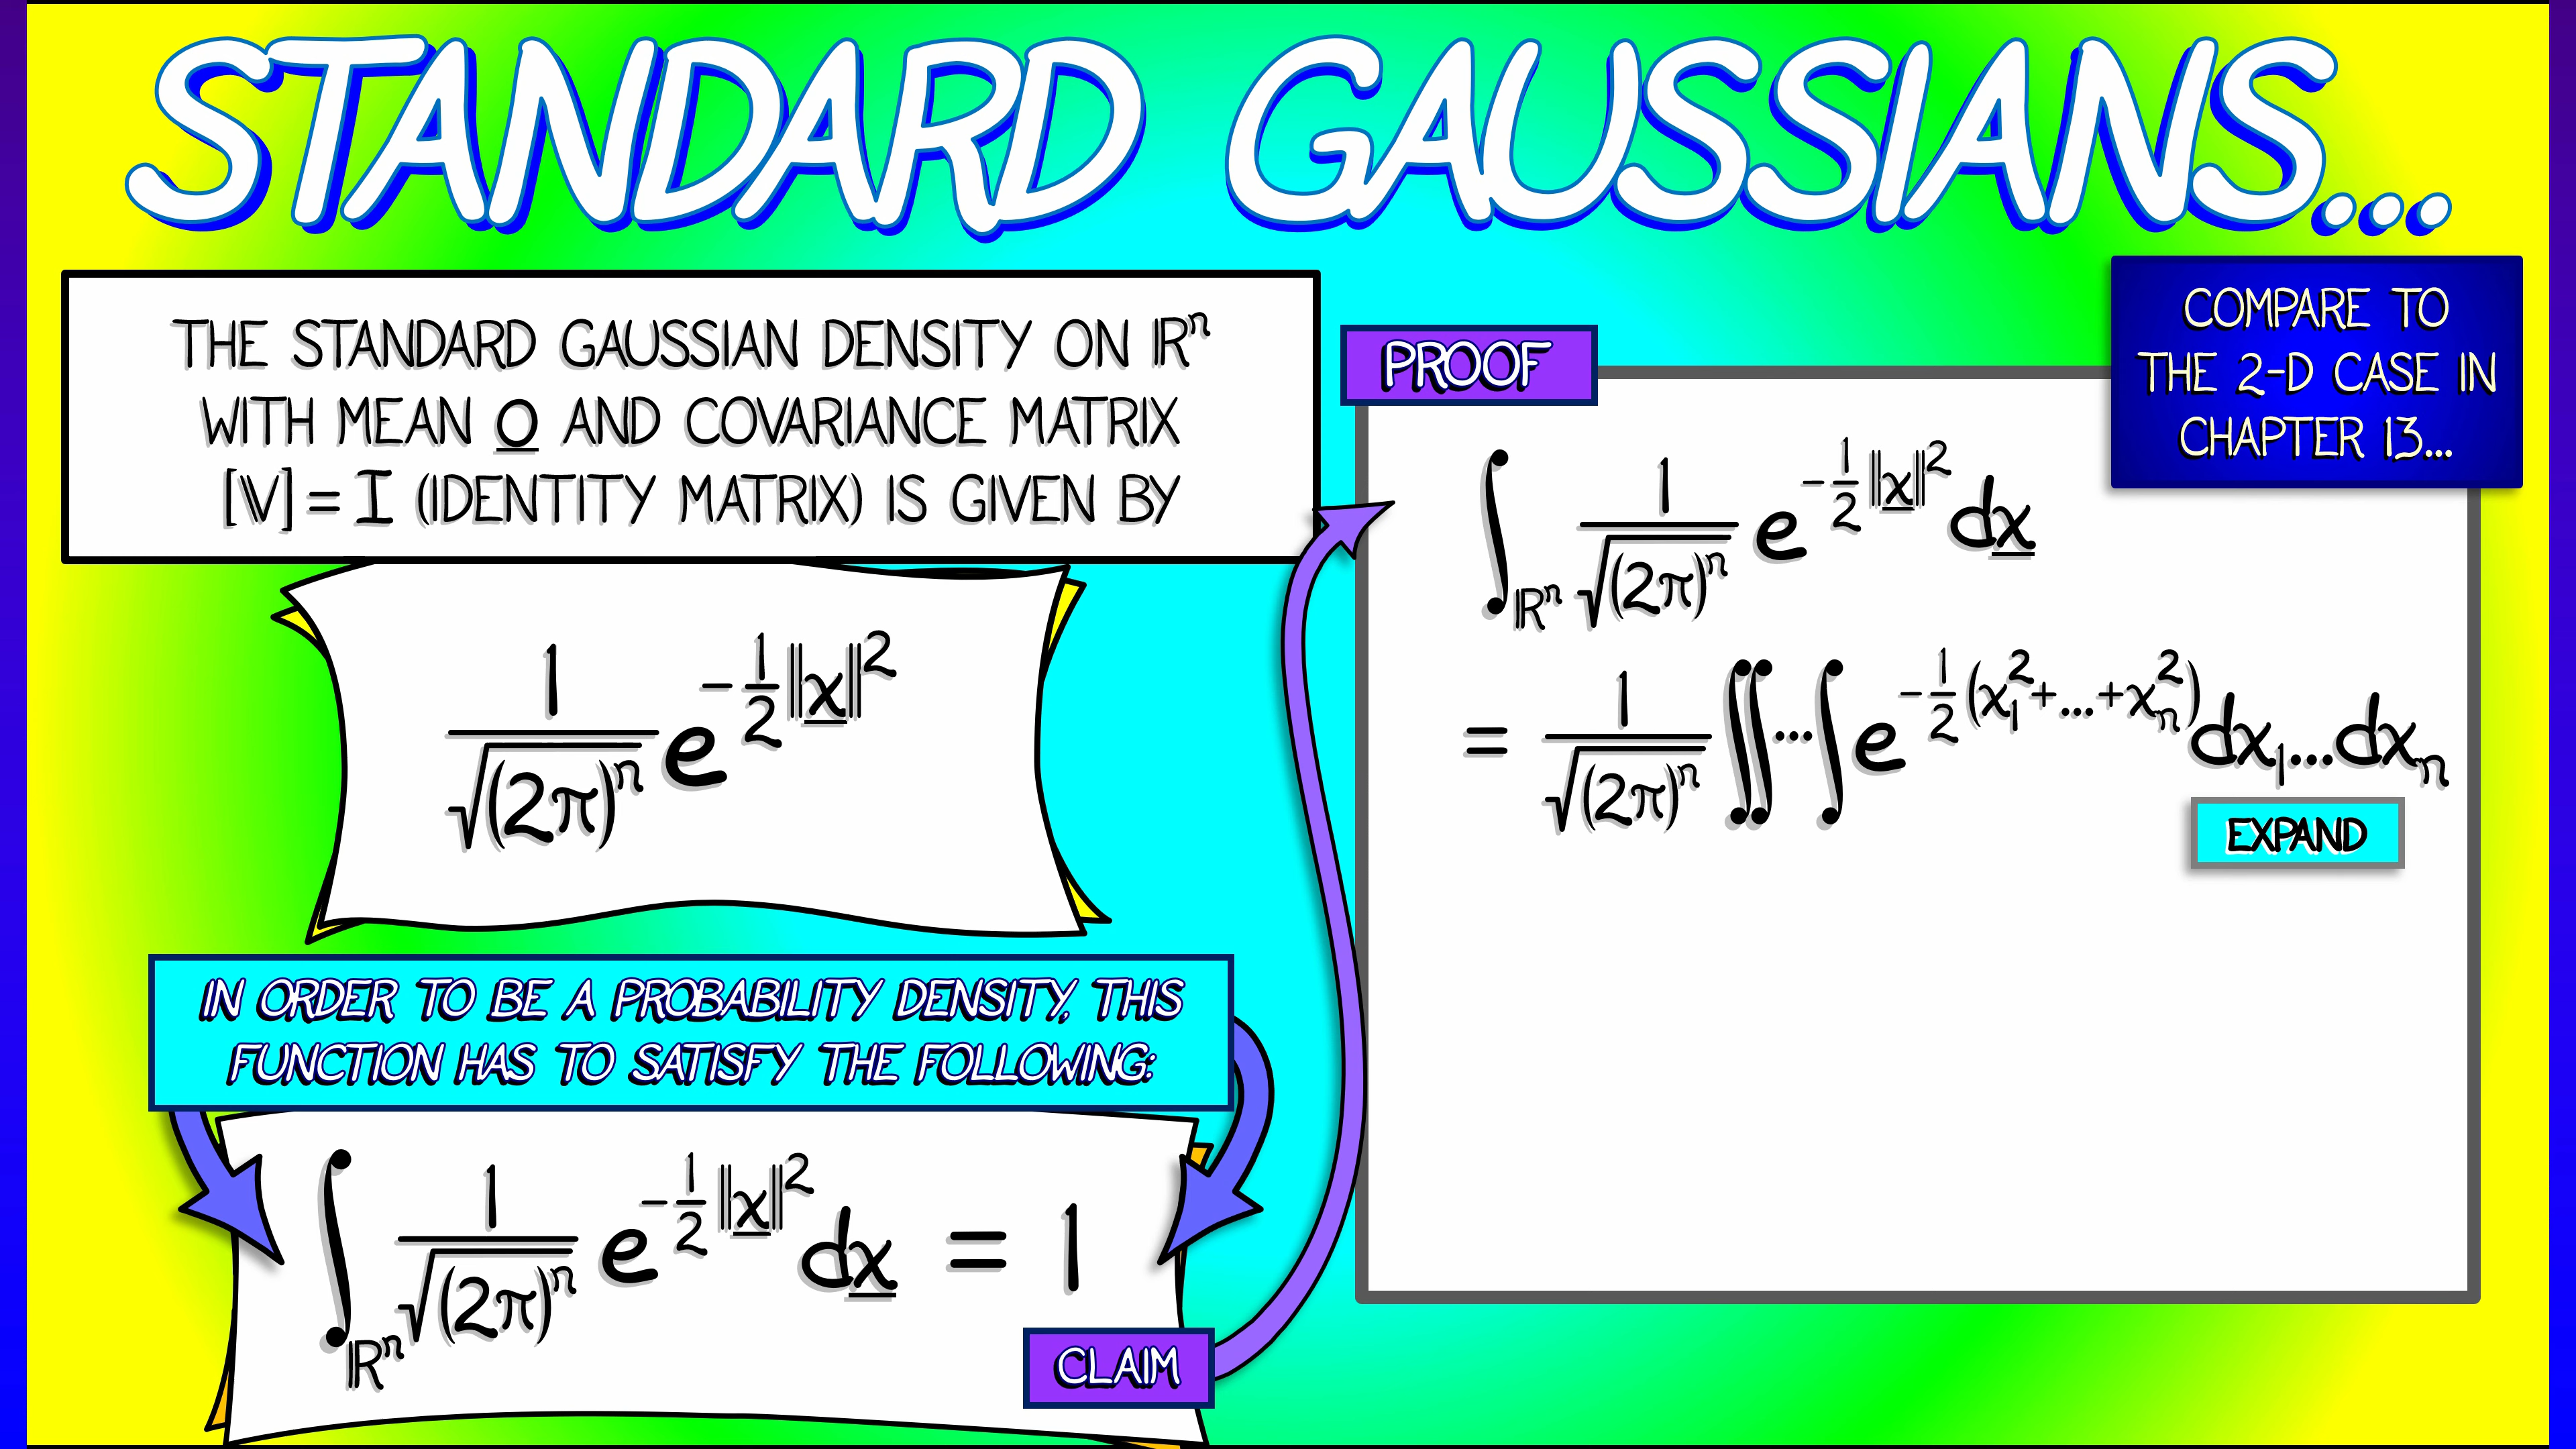 STANDARD GAUSSIANS...
THE STANDARD GAUSSIAN DENSITY ON ℝⁿ
WITH MEAN 0 AND COVARIANCE MATRIX
[𝕍] = I (IDENTITY MATRIX) IS GIVEN BY
1/√((2π)ⁿ) e^(-1/2 ||x||²)
IN ORDER TO BE A PROBABILITY DENSITY, THIS
FUNCTION HAS TO SATISFY THE FOLLOWING:
∫_ℝⁿ 1/√((2π)ⁿ) e^(-1/2 ||x||²) dx = 1
CLAIM
PROOF
COMPARE TO
THE 2-D CASE IN
CHAPTER 13...
∫_ℝⁿ 1/√((2π)ⁿ) e^(-1/2 ||x||²) dx
= 1/√((2π)ⁿ) ∫∫...∫ e^(-1/2 (x₁²+...+xₙ²)) dx₁...dxₙ
EXPAND